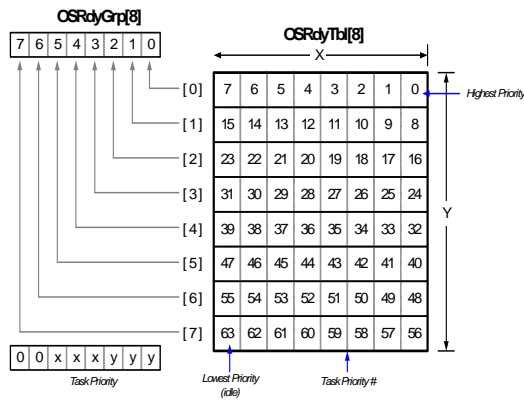 OSRdyGrp[8]
7 6 5 4 3 2 1 0
OSRdyTbl[8]
X
[0] 7 6 5 4 3 2 1 0 Highest Priority
[1] 15 14 13 12 11 10 9 8
[2] 23 22 21 20 19 18 17 16
[3] 31 30 29 28 27 26 25 24
Y
[4] 39 38 37 36 35 34 33 32
[5] 47 46 45 44 43 42 41 40
[6] 55 54 53 52 51 50 49 48
[7] 63 62 61 60 59 58 57 56
0 0 x x x y y y
Task Priority
Lowest Priority
(idle)
Task Priority #